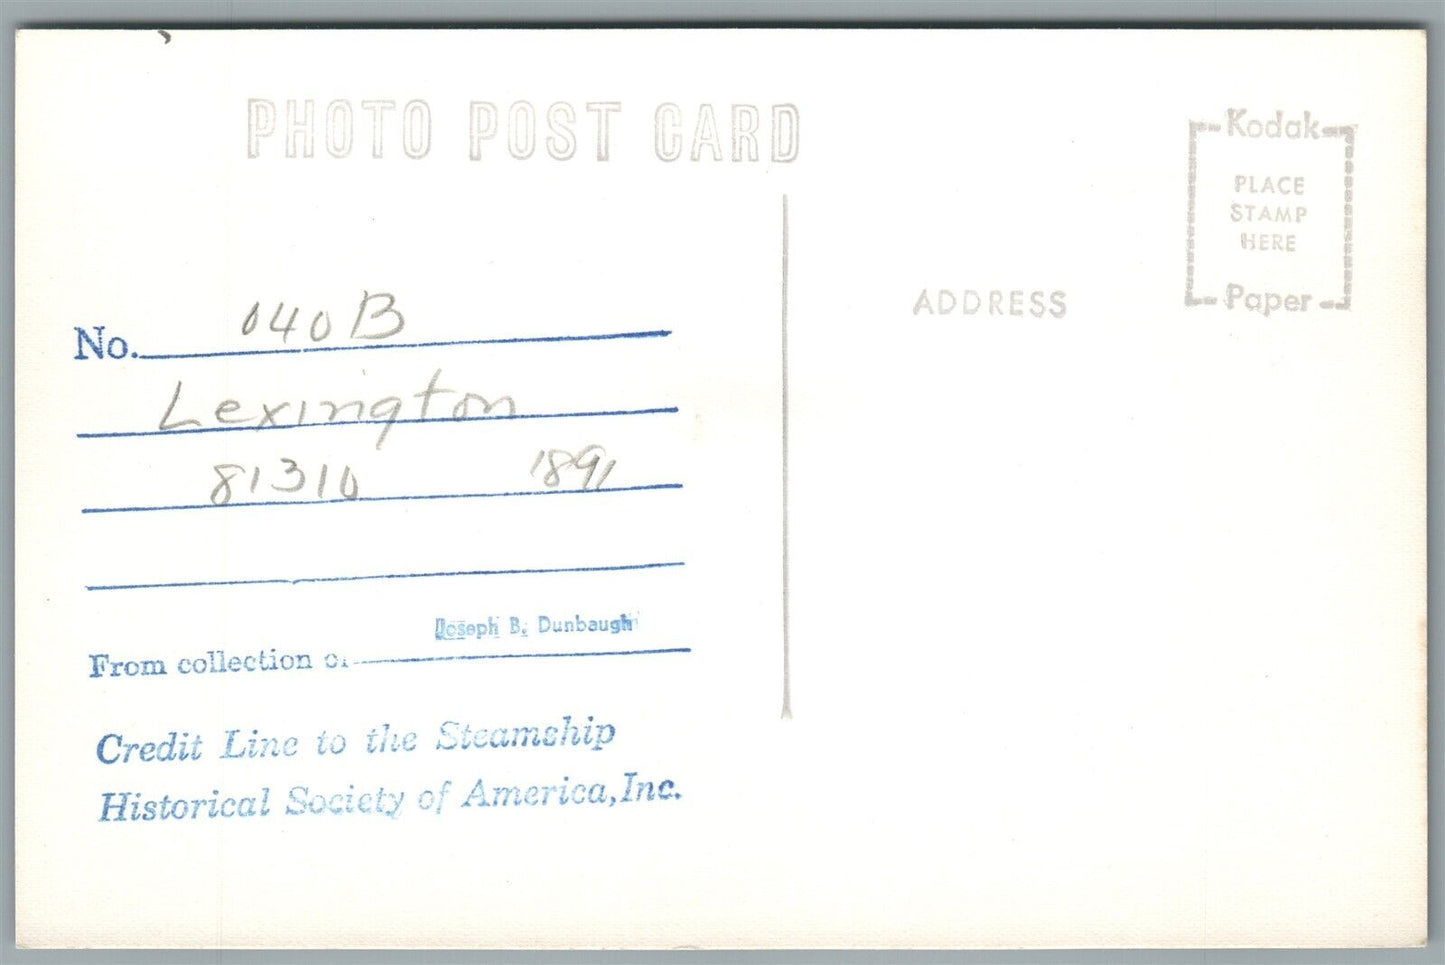 PHOTO POST CARD
Kodak
PLACE
STAMP
HERE
Paper
ADDRESS
No. 040B
Lexington
81310 1891
Joseph B. Dunbaugh
From collection of
Credit Line to the Steamship
Historical Society of America, Inc.